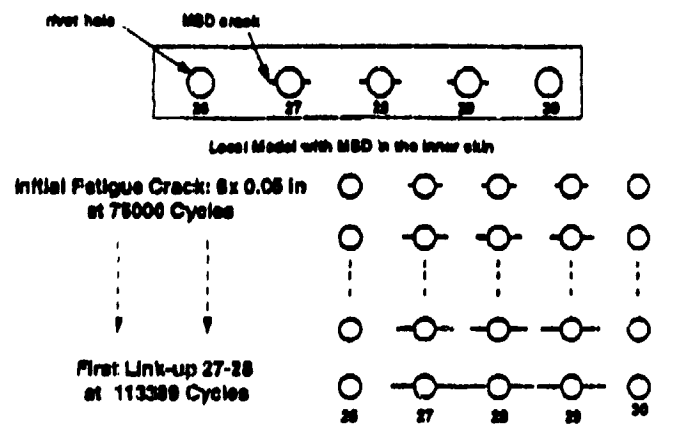 rivet hole
MSD crack
26 27 28 29 30
Local Model with MSD in the inner skin
Initial Fatigue Crack: 6x 0.05 in
at 75000 Cycles
First Link-up 27-28
at 113389 Cycles
26 27 28 29 30